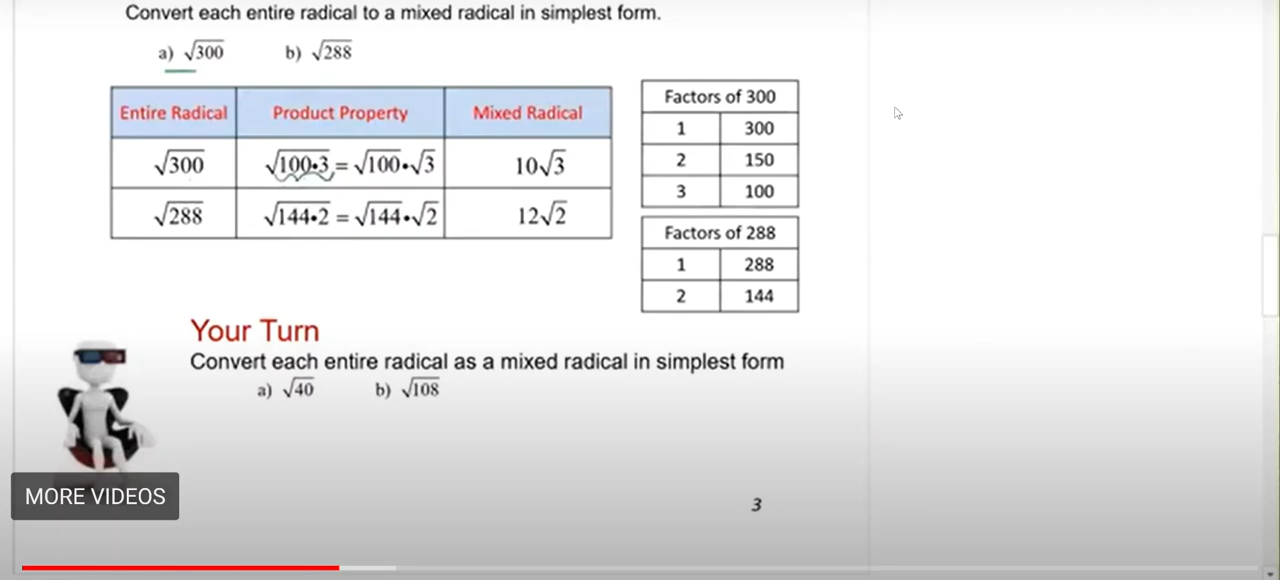 Convert each entire radical to a mixed radical in simplest form.
a) √300 b) √288
Entire Radical Product Property Mixed Radical
√300 √100•3 = √100•√3 10√3
√288 √144•2 = √144•√2 12√2
Factors of 300
1 300
2 150
3 100
Factors of 288
1 288
2 144
Your Turn
Convert each entire radical as a mixed radical in simplest form
a) √40 b) √108
MORE VIDEOS
3